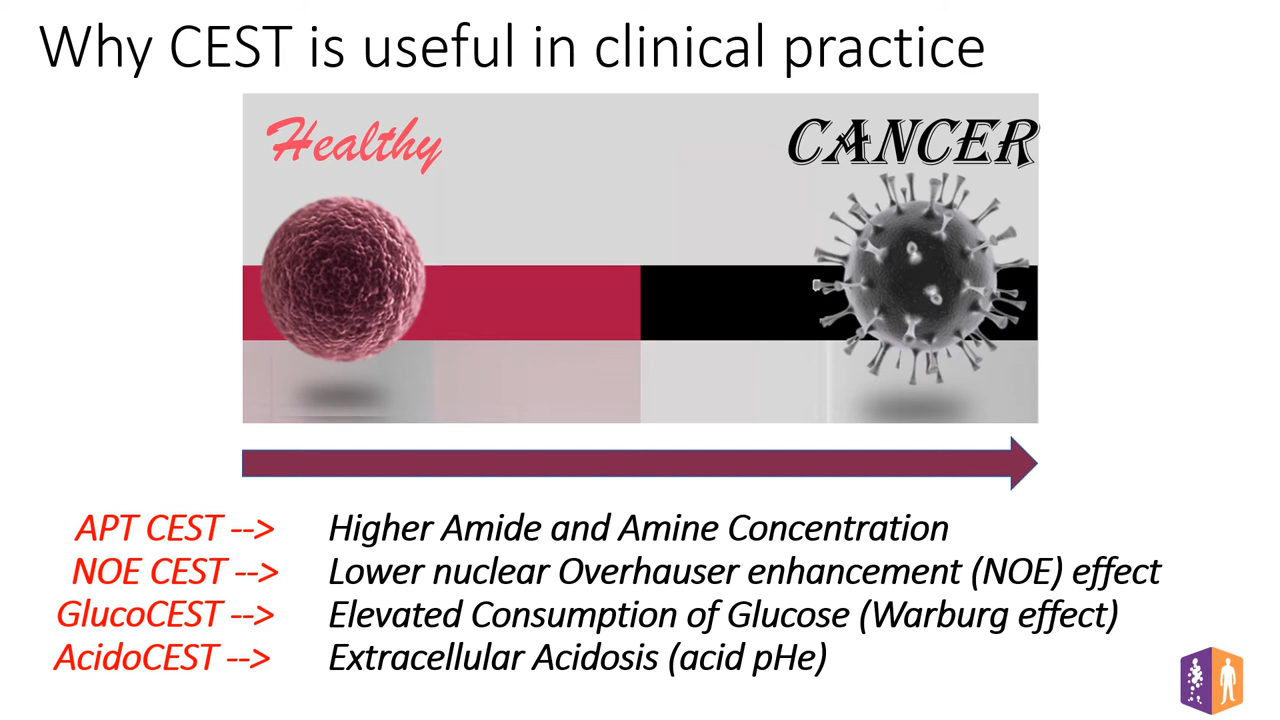 Why CEST is useful in clinical practice
Healthy
CANCER
APT CEST --> Higher Amide and Amine Concentration
NOE CEST --> Lower nuclear Overhauser enhancement (NOE) effect
GlucoCEST --> Elevated Consumption of Glucose (Warburg effect)
AcidoCEST --> Extracellular Acidosis (acid pHe)